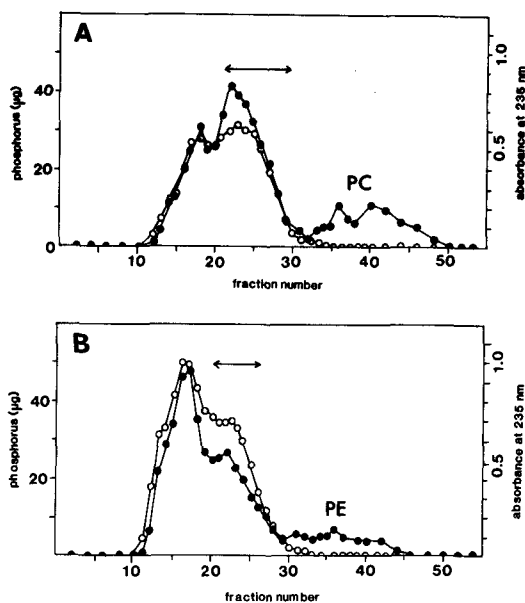 A
phosphorus (µg)
40
20
0
1.0
0.5
absorbance at 235 nm
PC
10 20 30 40 50
fraction number
B
phosphorus (µg)
40
20
1.0
0.5
absorbance at 235 nm
PE
10 20 30 40 50
fraction number